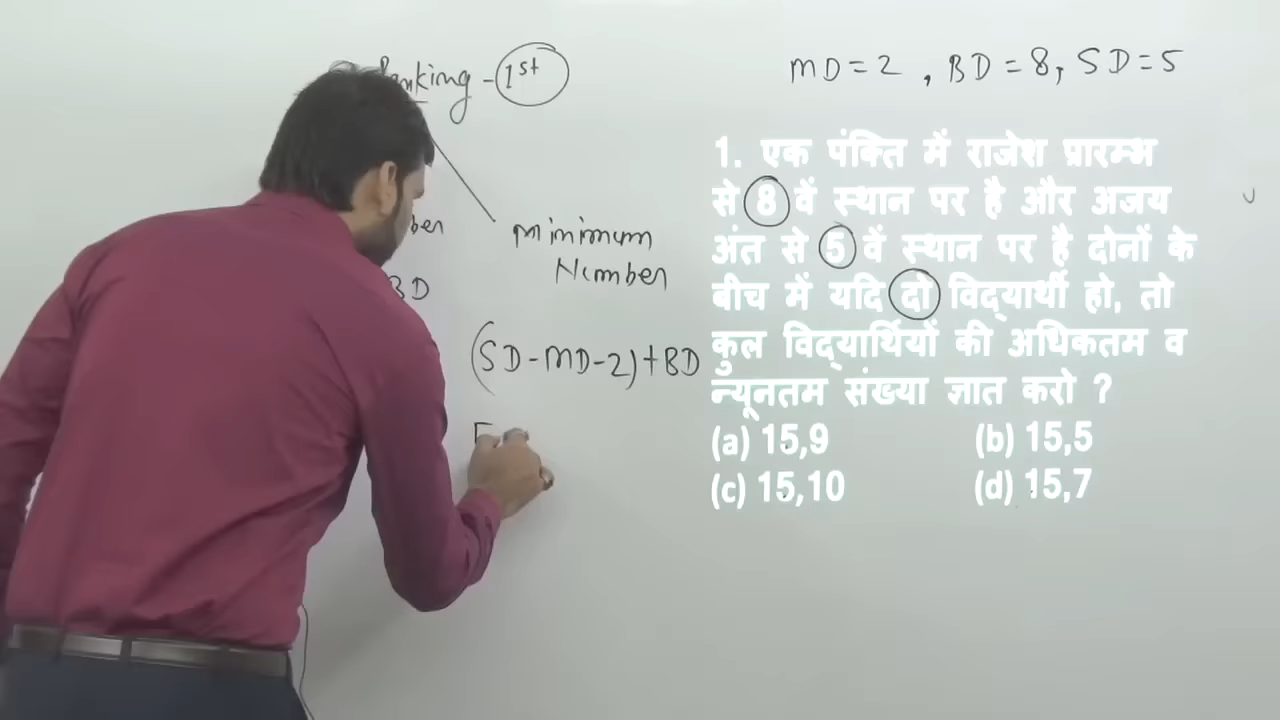 Ranking - 1st
MD = 2 , BD = 8, SD = 5
1. एक पंक्ति में राजेश प्रारम्भ
से 8 वें स्थान पर है और अजय
अंत से 5 वें स्थान पर है दोनों के
बीच में यदि दो विद्यार्थी हो, तो
कुल विद्यार्थियों की अधिकतम व
न्यूनतम संख्या ज्ञात करो ?
(a) 15,9 (b) 15,5
(c) 15,10 (d) 15,7
Minimum
Number
BD
(SD-MD-2)+BD